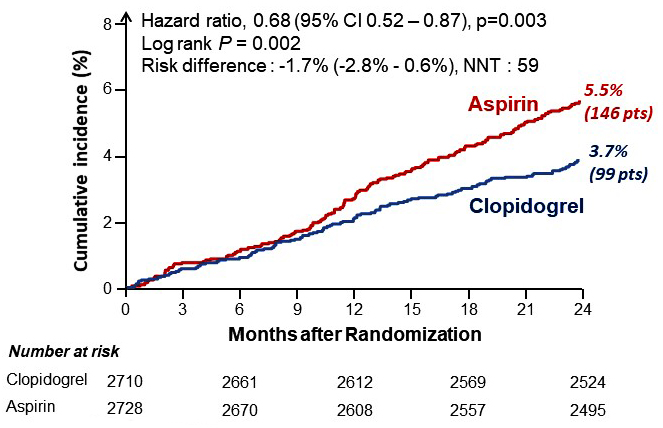 Hazard ratio, 0.68 (95% CI 0.52 – 0.87), p=0.003
Log rank P = 0.002
Risk difference : -1.7% (-2.8% - 0.6%), NNT : 59
8
6
4
2
0
Cumulative incidence (%)
Aspirin
5.5%
(146 pts)
3.7%
(99 pts)
Clopidogrel
0 3 6 9 12 15 18 21 24
Months after Randomization
Number at risk
Clopidogrel 2710 2661 2612 2569 2524
Aspirin 2728 2670 2608 2557 2495